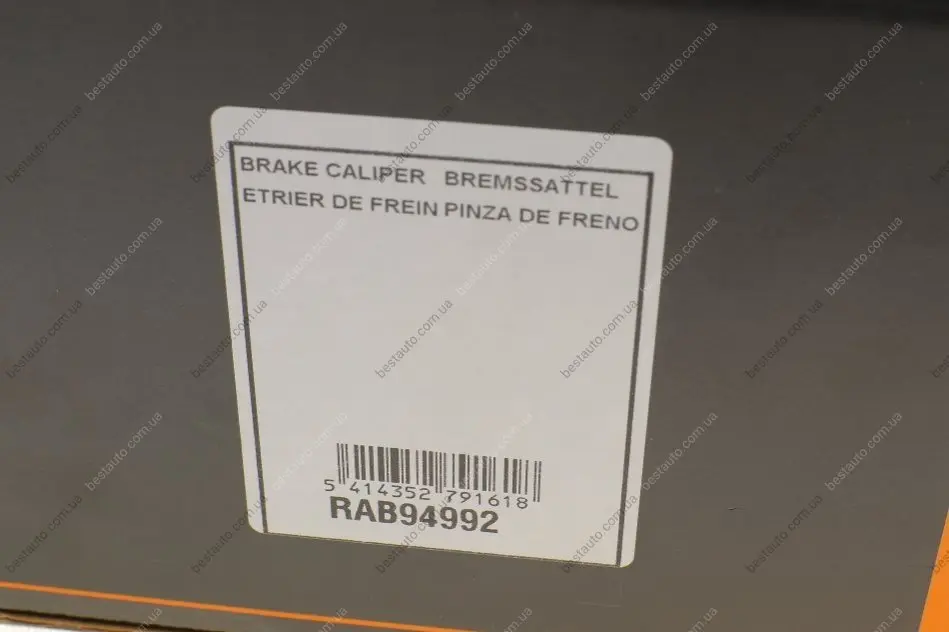 BRAKE CALIPER BREMSSATTEL
ETRIER DE FREIN PINZA DE FRENO
5 414352 791618
RAB94992
bestauto.com.ua